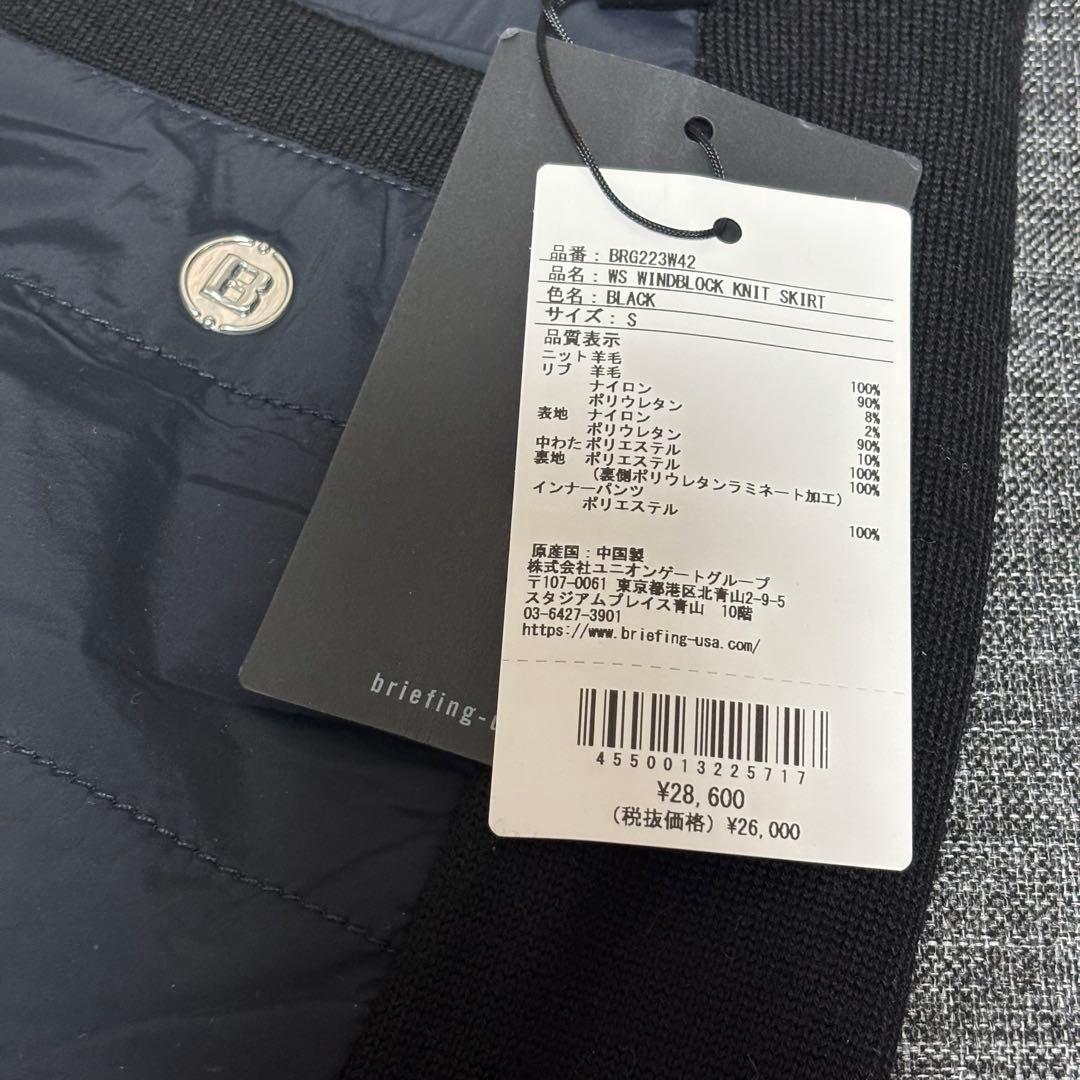 B
品番: BRG223W42
品名: WS WINDBLOCK KNIT SKIRT
色名: BLACK
サイズ: S
品質表示
ニット 羊毛 100%
リブ 羊毛 90%
ナイロン 8%
ポリウレタン 2%
表地 ナイロン 90%
ポリウレタン 10%
中わた ポリエステル 100%
裏地 ポリエステル 100%
(裏側ポリウレタンラミネート加工)
インナーパンツ
ポリエステル 100%
原産国:中国製
株式会社ユニオンゲートグループ
〒107-0061 東京都港区北青山2-9-5
スタジアムプレイス青山 10階
03-6427-3901
https://www.briefing-usa.com/
briefing-u
4550013225717
¥28,600
(税抜価格) ¥26,000